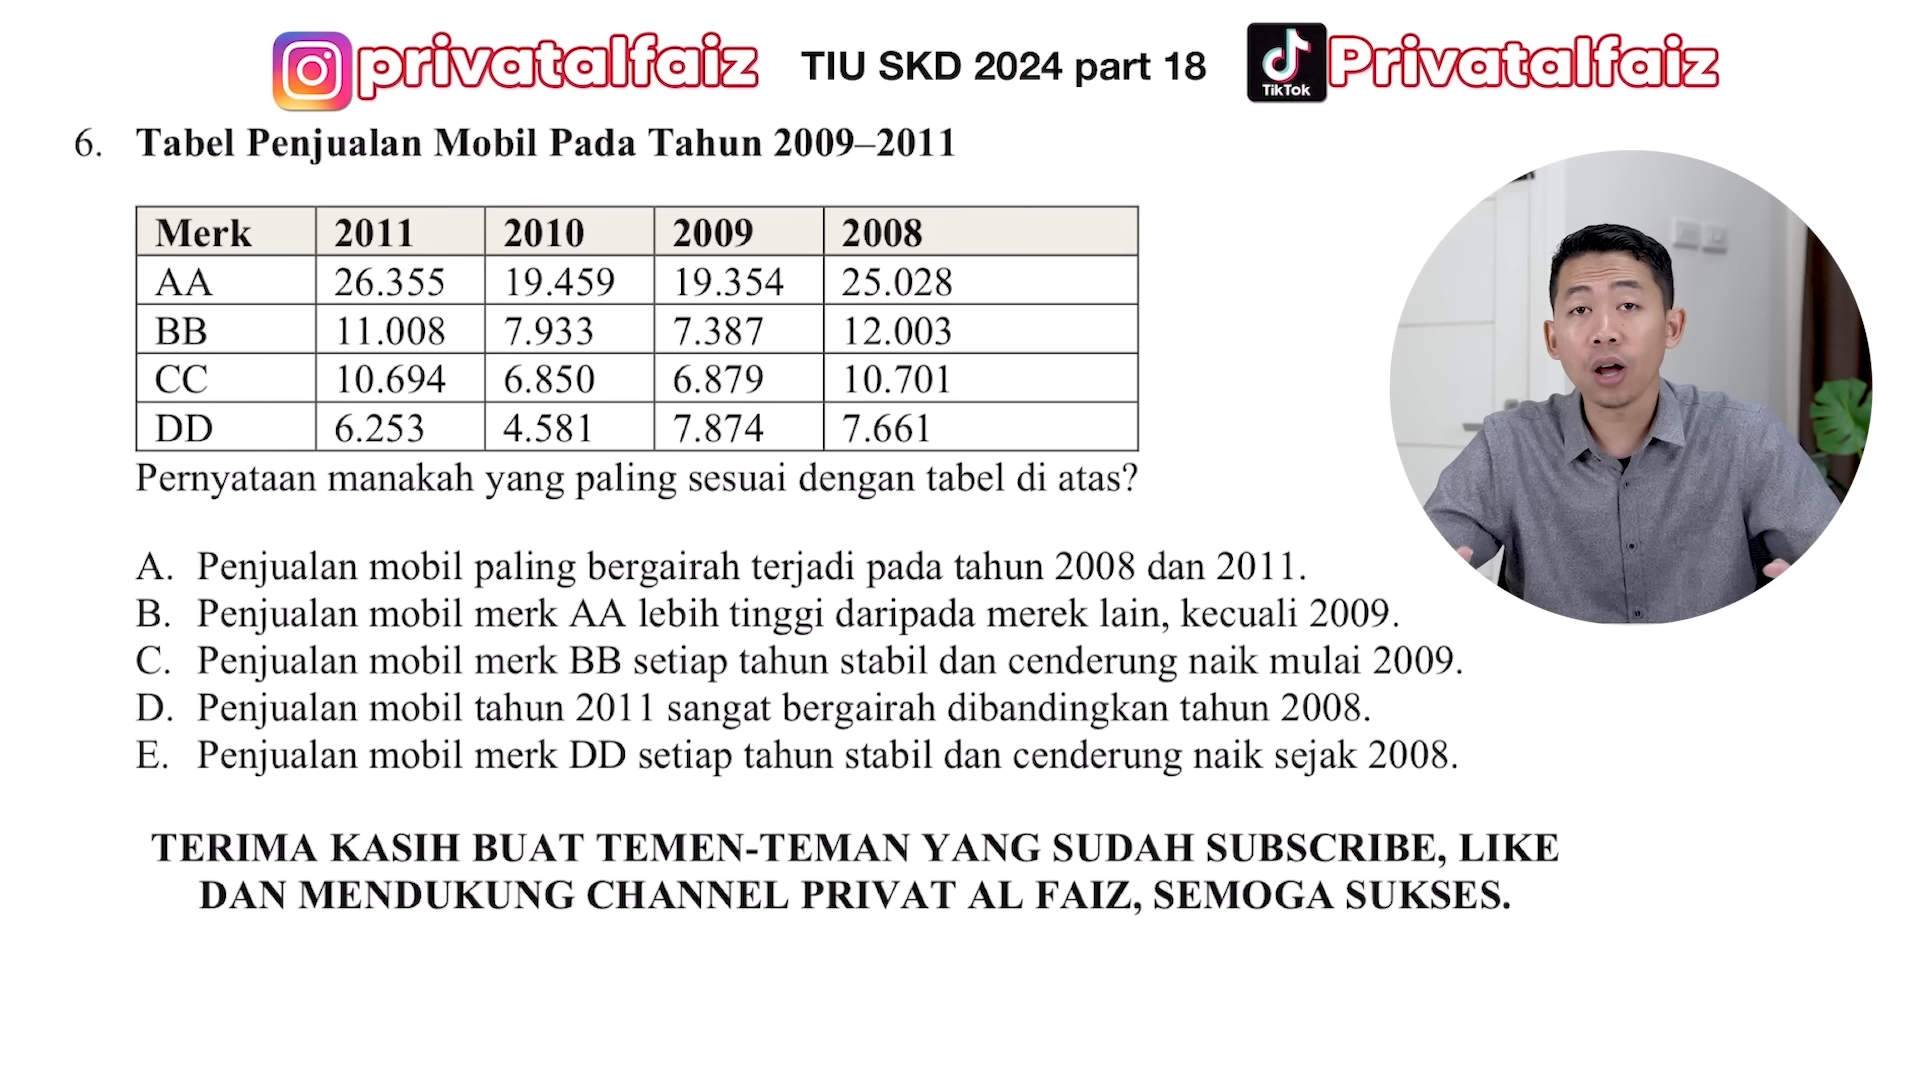 privatalfaiz TIU SKD 2024 part 18 TikTok Privatalfaiz
6. Tabel Penjualan Mobil Pada Tahun 2009–2011
Merk 2011 2010 2009 2008
AA 26.355 19.459 19.354 25.028
BB 11.008 7.933 7.387 12.003
CC 10.694 6.850 6.879 10.701
DD 6.253 4.581 7.874 7.661
Pernyataan manakah yang paling sesuai dengan tabel di atas?
A. Penjualan mobil paling bergairah terjadi pada tahun 2008 dan 2011.
B. Penjualan mobil merk AA lebih tinggi daripada merek lain, kecuali 2009.
C. Penjualan mobil merk BB setiap tahun stabil dan cenderung naik mulai 2009.
D. Penjualan mobil tahun 2011 sangat bergairah dibandingkan tahun 2008.
E. Penjualan mobil merk DD setiap tahun stabil dan cenderung naik sejak 2008.
TERIMA KASIH BUAT TEMEN-TEMAN YANG SUDAH SUBSCRIBE, LIKE
DAN MENDUKUNG CHANNEL PRIVAT AL FAIZ, SEMOGA SUKSES.